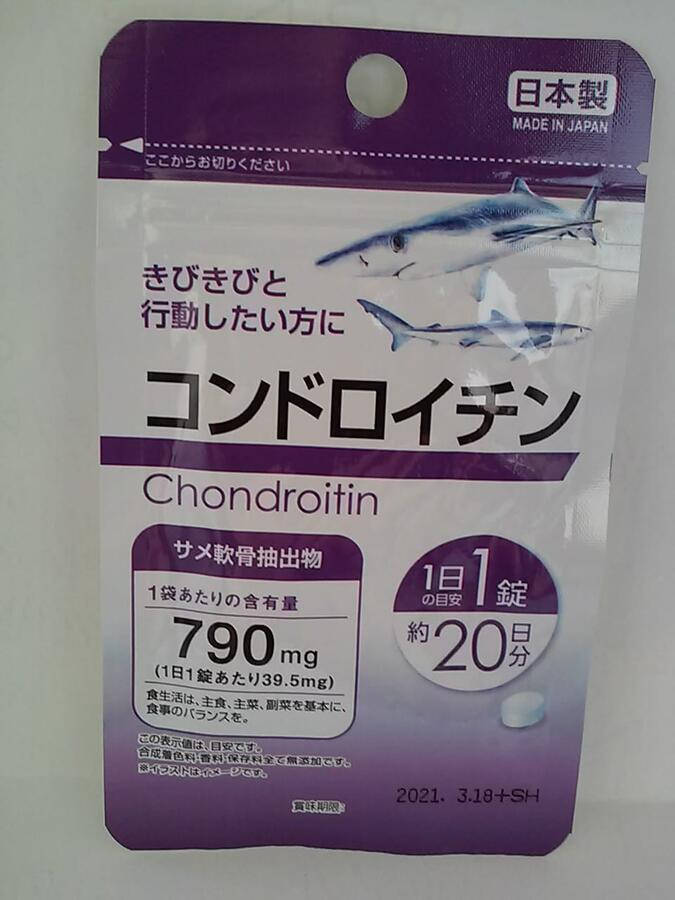 日本製
MADE IN JAPAN
ここからお切りください
きびきびと
行動したい方に
コンドロイチン
Chondroitin
サメ軟骨抽出物
1袋あたりの含有量
790mg
(1日1錠あたり39.5mg)
食生活は、主食、主菜、副菜を基本に、
食事のバランスを。
1日の目安1錠
約20日分
この表示値は、目安です。
合成着色料・香料・保存料全て無添加です。
※イラストはイメージです。
賞味期限:
2021. 3.18+SH